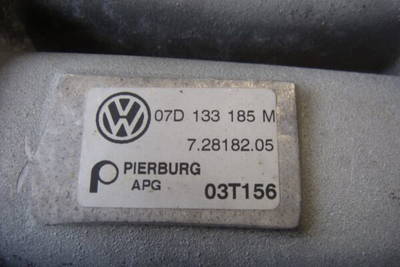 07D 133 185 M
7.28182.05
PIERBURG
APG 03T156